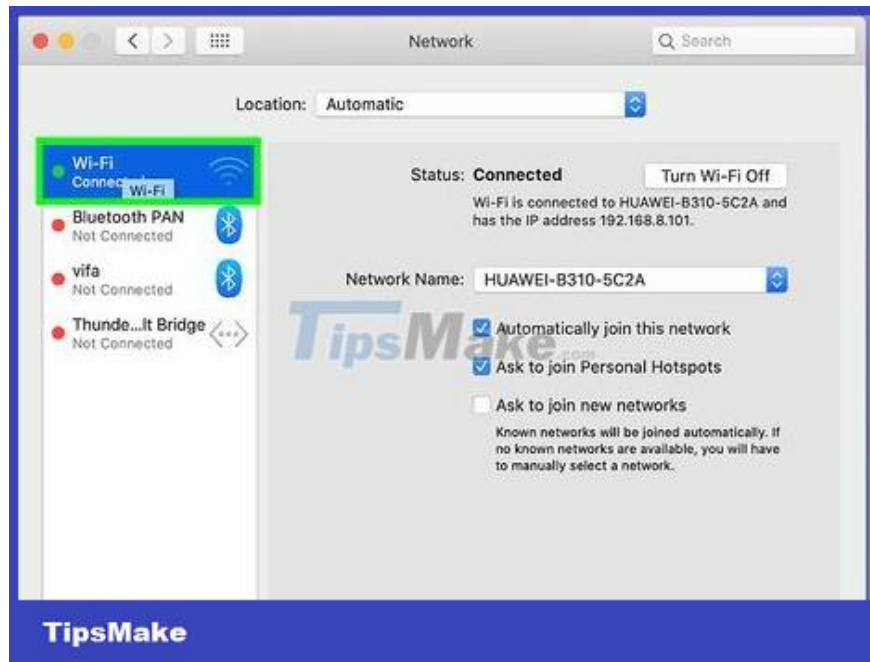 Network
Search
Location: Automatic
Wi-Fi
Connected
Wi-Fi
Bluetooth PAN
Not Connected
vifa
Not Connected
Thunde...lt Bridge
Not Connected
Status: Connected
Turn Wi-Fi Off
Wi-Fi is connected to HUAWEI-B310-5C2A and
has the IP address 192.168.8.101.
Network Name: HUAWEI-B310-5C2A
Automatically join this network
Ask to join Personal Hotspots
Ask to join new networks
Known networks will be joined automatically. If
no known networks are available, you will have
to manually select a network.
TipsMake.com
TipsMake